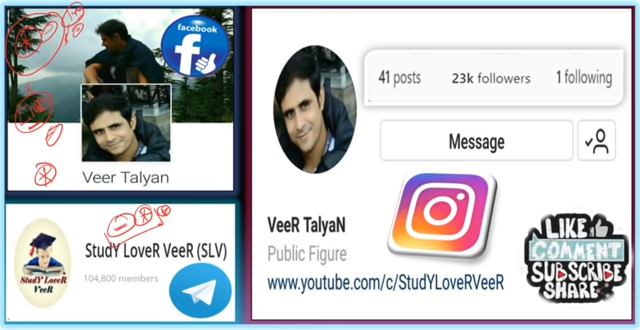 facebook
Veer Talyan
StudY LoveR VeeR (SLV)
104,800 members
StudY LoveR
VeeR
41 posts
23k followers
1 following
Message
VeeR TalyaN
Public Figure
www.youtube.com/c/StudYLoveRVeeR
LIKE
COMMENT
SUBSCRIBE
SHARE